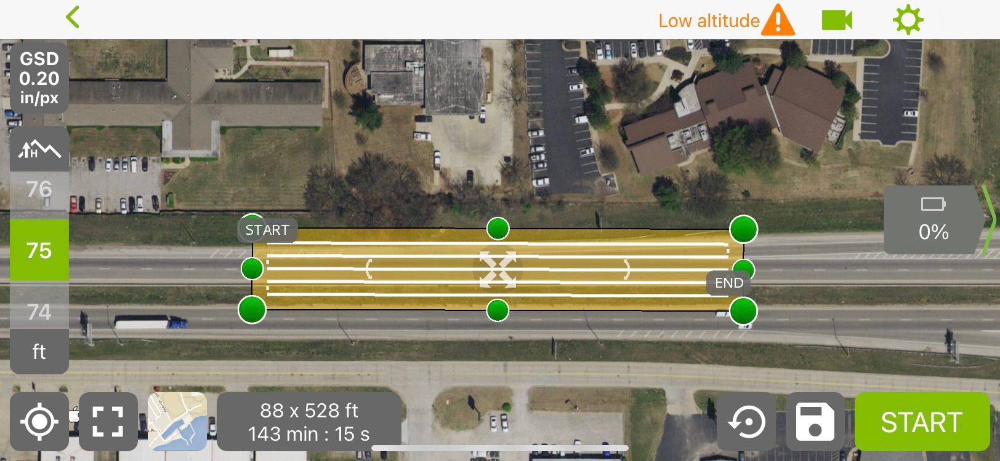 Low altitude
GSD
0.20
in/px
H
76
75
74
ft
START
END
0%
88 x 528 ft
143 min : 15 s
START